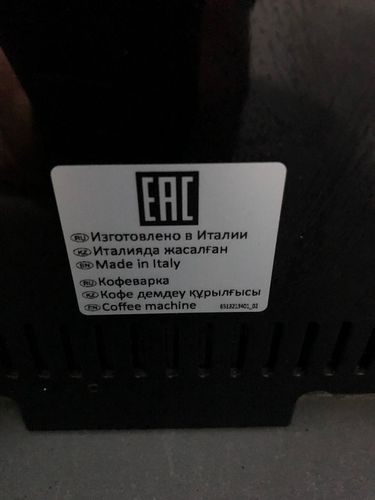 EAC
RU Изготовлено в Италии
KZ Италияда жасалған
EN Made in Italy
RU Кофеварка
KZ Кофе демдеу құрылғысы
EN Coffee machine 6513213401_02